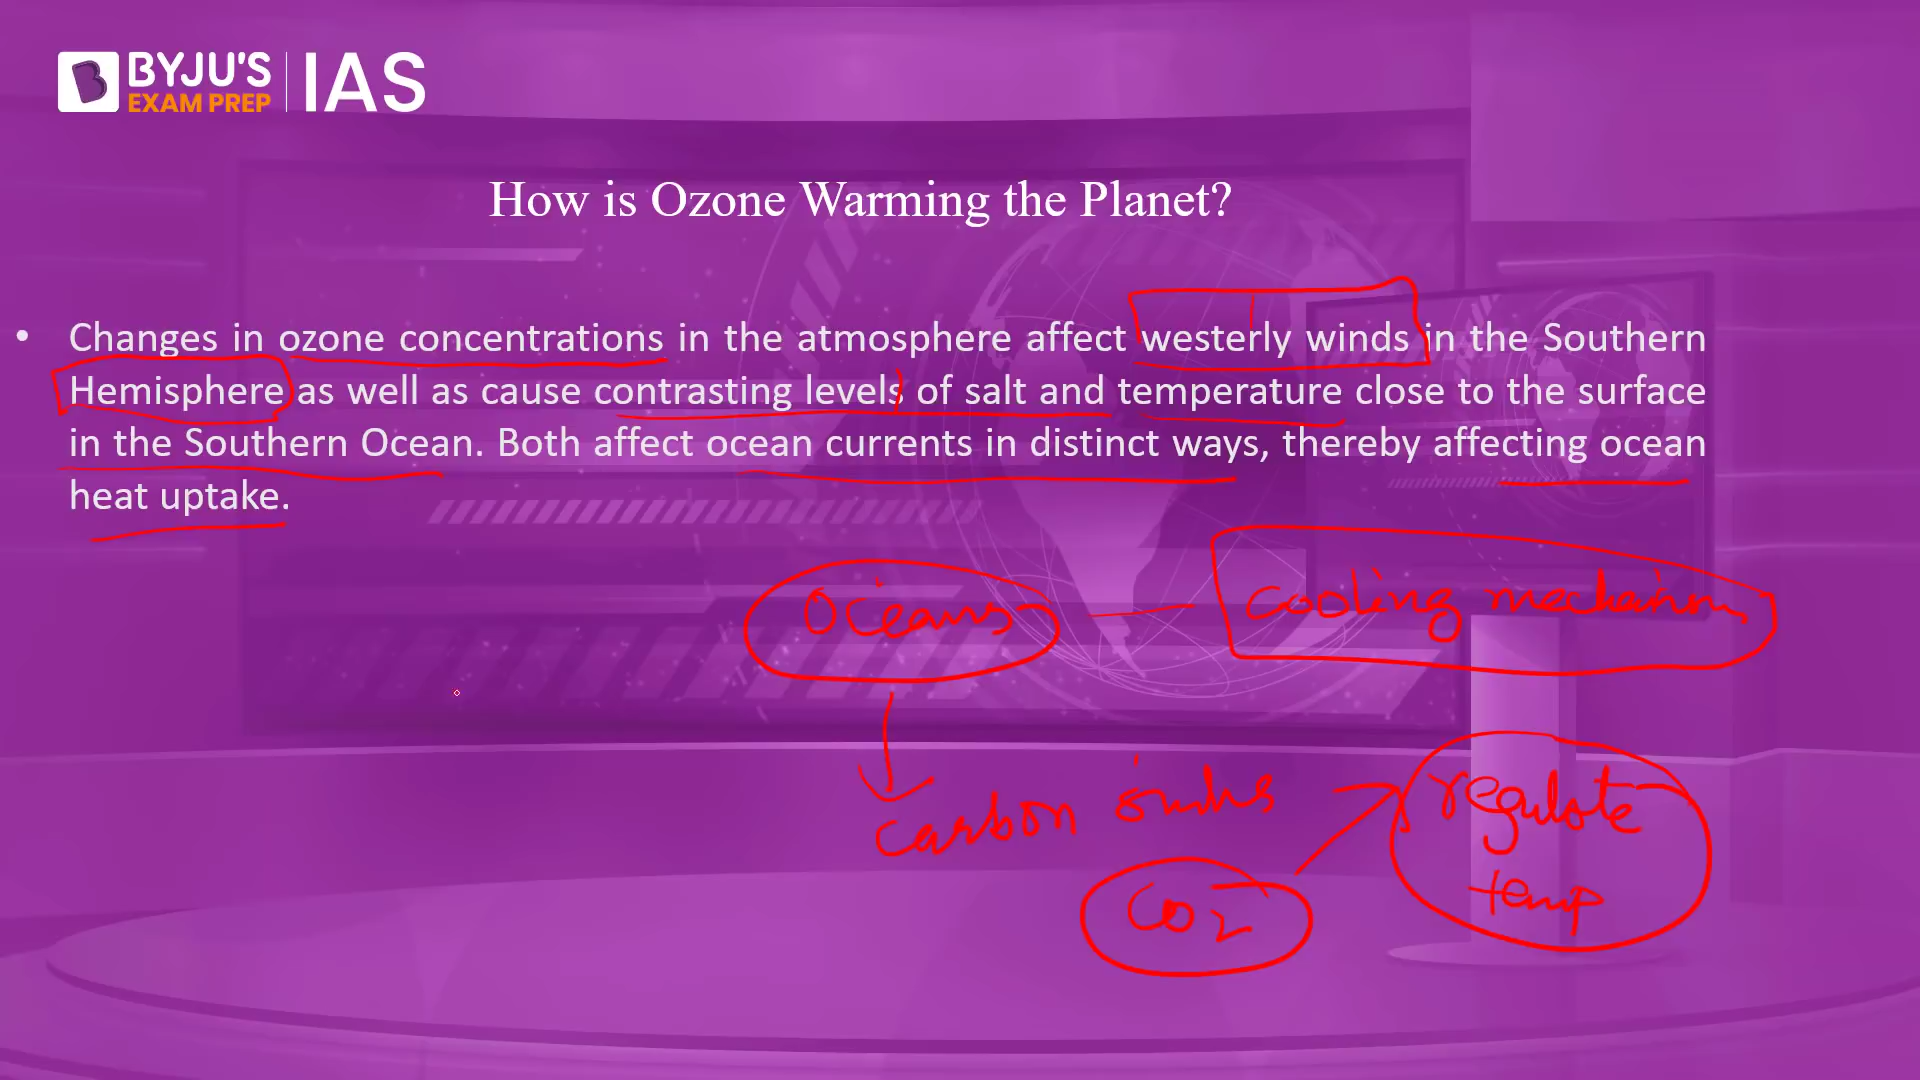 BYJU'S
EXAM PREP
IAS
How is Ozone Warming the Planet?
• Changes in ozone concentrations in the atmosphere affect westerly winds in the Southern
Hemisphere as well as cause contrasting levels of salt and temperature close to the surface
in the Southern Ocean. Both affect ocean currents in distinct ways, thereby affecting ocean
heat uptake.
Oceans
cooling mechanism
carbon sinks
CO2
regulate
temp